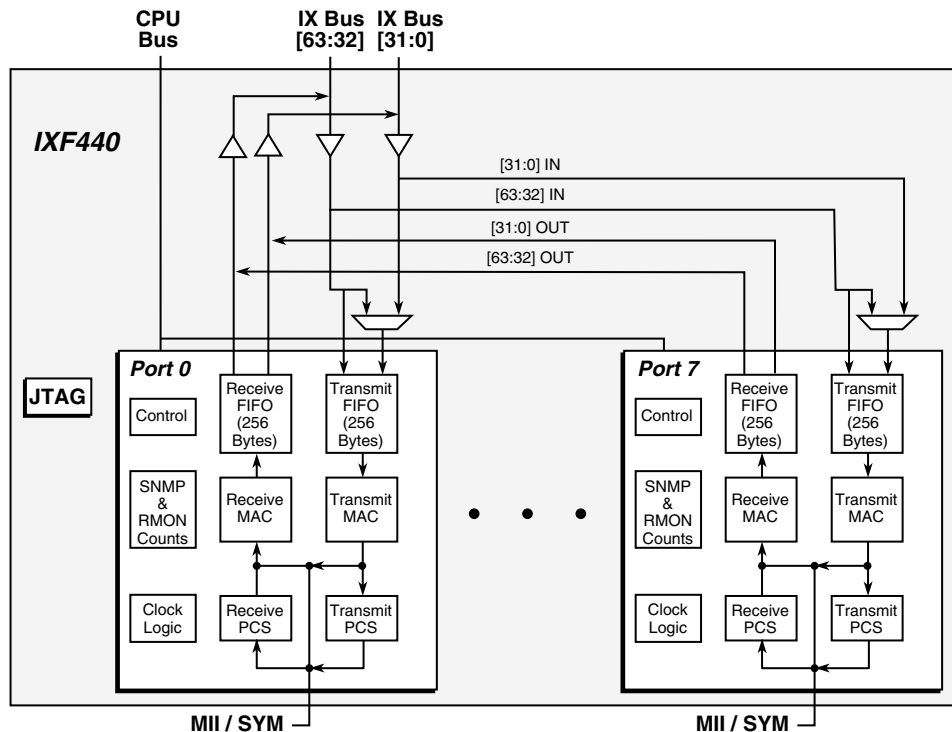 CPU
Bus
IX Bus
[63:32]
IX Bus
[31:0]
IXF440
[31:0] IN
[63:32] IN
[31:0] OUT
[63:32] OUT
JTAG
Port 0
Control
SNMP
&
RMON
Counts
Clock
Logic
Receive
FIFO
(256
Bytes)
Receive
MAC
Receive
PCS
Transmit
FIFO
(256
Bytes)
Transmit
MAC
Transmit
PCS
MII / SYM
Port 7
Control
SNMP
&
RMON
Counts
Clock
Logic
Receive
FIFO
(256
Bytes)
Receive
MAC
Receive
PCS
Transmit
FIFO
(256
Bytes)
Transmit
MAC
Transmit
PCS
MII / SYM